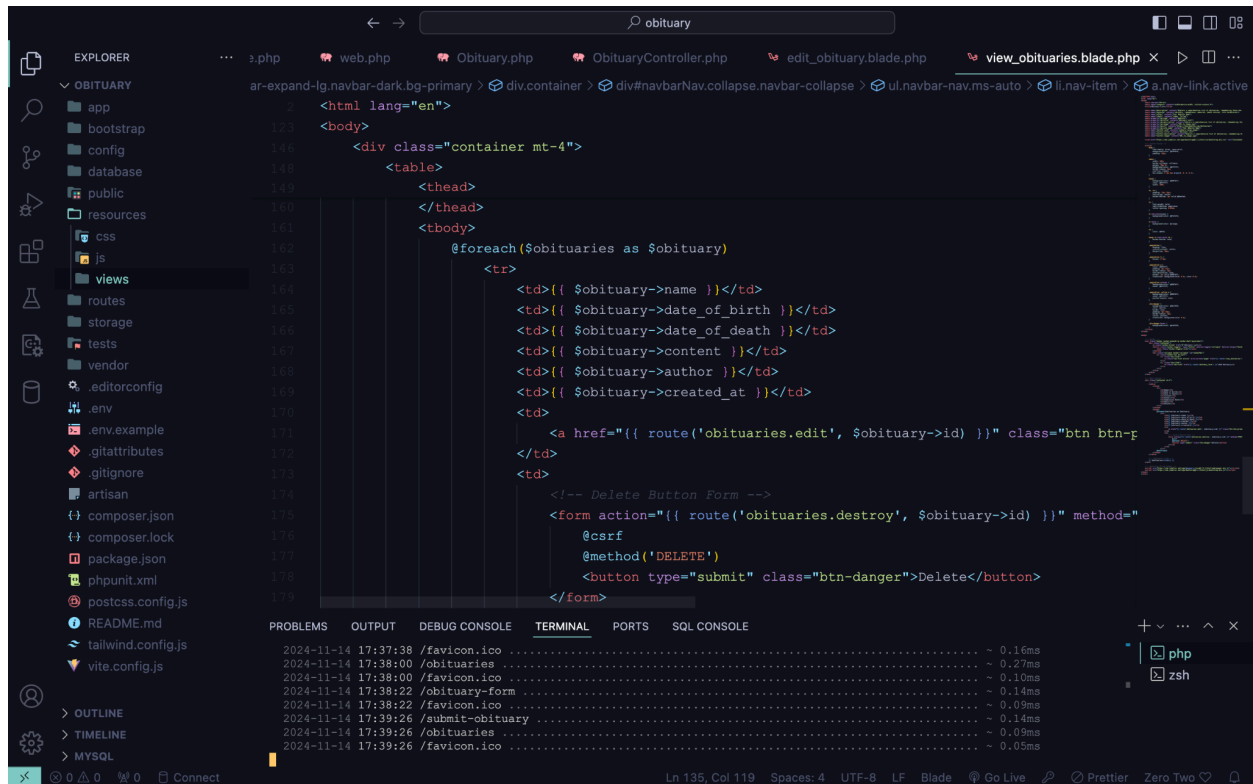 obituary
EXPLORER
e.php
web.php
Obituary.php
ObituaryController.php
edit_obituary.blade.php
view_obituaries.blade.php
ar-expand-lg.navbar-dark.bg-primary > div.container > div#navbarNav.collapse.navbar-collapse > ul.navbar-nav.ms-auto > li.nav-item > a.nav-link.active
OBITUARY
app
bootstrap
config
database
public
resources
css
js
views
routes
storage
tests
vendor
.editorconfig
.env
.env.example
.gitattributes
.gitignore
artisan
composer.json
composer.lock
package.json
phpunit.xml
postcss.config.js
README.md
tailwind.config.js
vite.config.js
OUTLINE
TIMELINE
MYSQL
2 <html lang="en">
123 <body>
146 <div class="container mt-4">
148 <table>
149 <thead>
160 </thead>
161 <tbody>
162 @foreach($obituaries as $obituary)
163 <tr>
164 <td>{{ $obituary->name }}</td>
165 <td>{{ $obituary->date_of_birth }}</td>
166 <td>{{ $obituary->date_of_death }}</td>
167 <td>{{ $obituary->content }}</td>
168 <td>{{ $obituary->author }}</td>
169 <td>{{ $obituary->created_at }}</td>
170 <td>
171 <a href="{{ route('obituaries.edit', $obituary->id) }}" class="btn btn-p
172 </td>
173 <td>
174 <!-- Delete Button Form -->
175 <form action="{{ route('obituaries.destroy', $obituary->id) }}" method="
176 @csrf
177 @method('DELETE')
178 <button type="submit" class="btn-danger">Delete</button>
179 </form>
PROBLEMS OUTPUT DEBUG CONSOLE TERMINAL PORTS SQL CONSOLE
2024-11-14 17:37:38 /favicon.ico ~ 0.16ms
2024-11-14 17:38:00 /obituaries ~ 0.27ms
2024-11-14 17:38:00 /favicon.ico ~ 0.10ms
2024-11-14 17:38:22 /obituary-form ~ 0.14ms
2024-11-14 17:38:22 /favicon.ico ~ 0.09ms
2024-11-14 17:39:26 /submit-obituary ~ 0.14ms
2024-11-14 17:39:26 /obituaries ~ 0.09ms
2024-11-14 17:39:26 /favicon.ico ~ 0.05ms
php
zsh
0 0 0 Connect
Ln 135, Col 119 Spaces: 4 UTF-8 LF Blade Go Live Prettier Zero Two